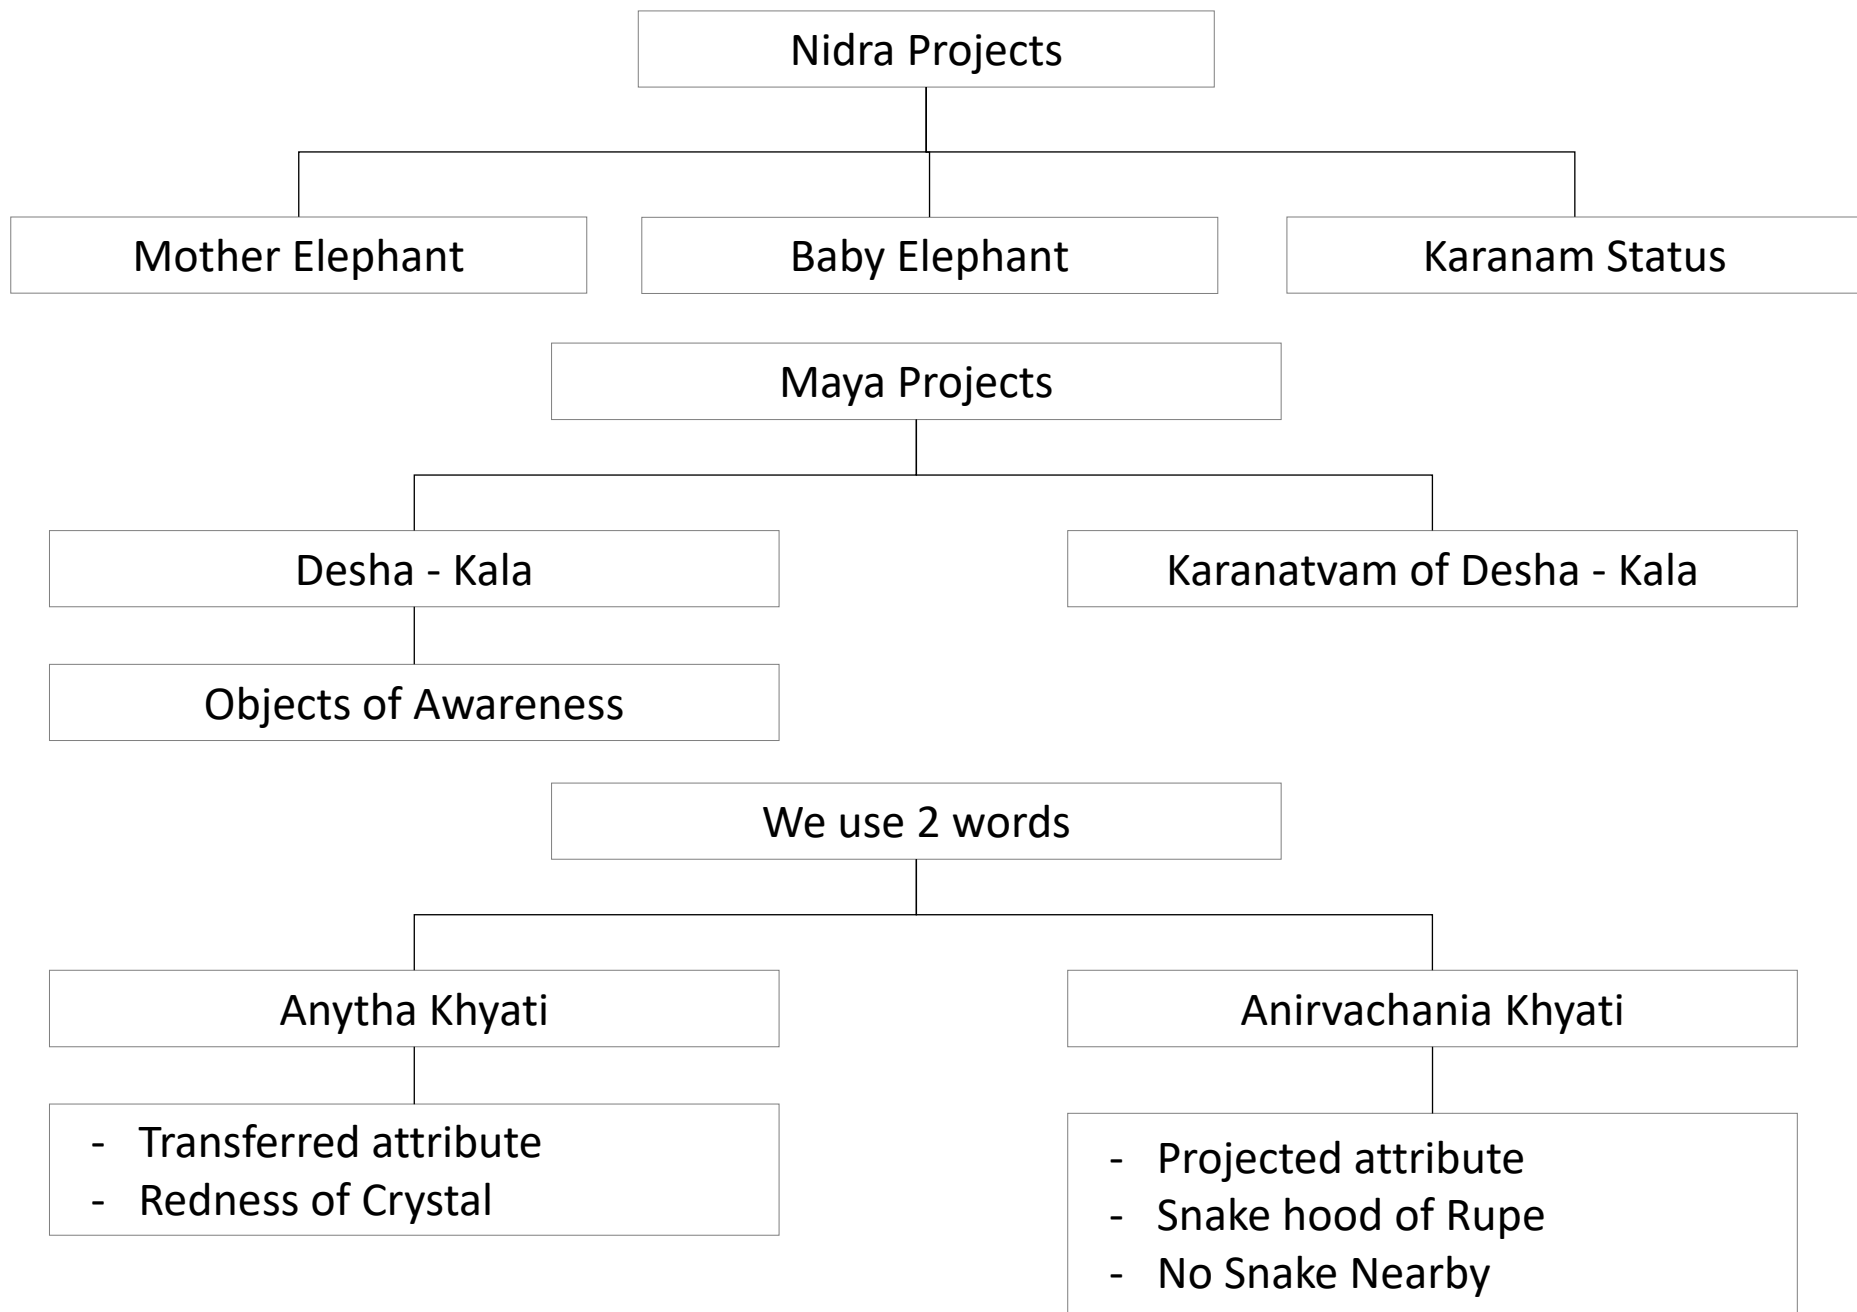 Nidra Projects
Mother Elephant
Baby Elephant
Karanam Status
Maya Projects
Desha - Kala
Karanatvam of Desha - Kala
Objects of Awareness
We use 2 words
Anytha Khyati
Anirvachania Khyati
- Transferred attribute
- Redness of Crystal
- Projected attribute
- Snake hood of Rupe
- No Snake Nearby